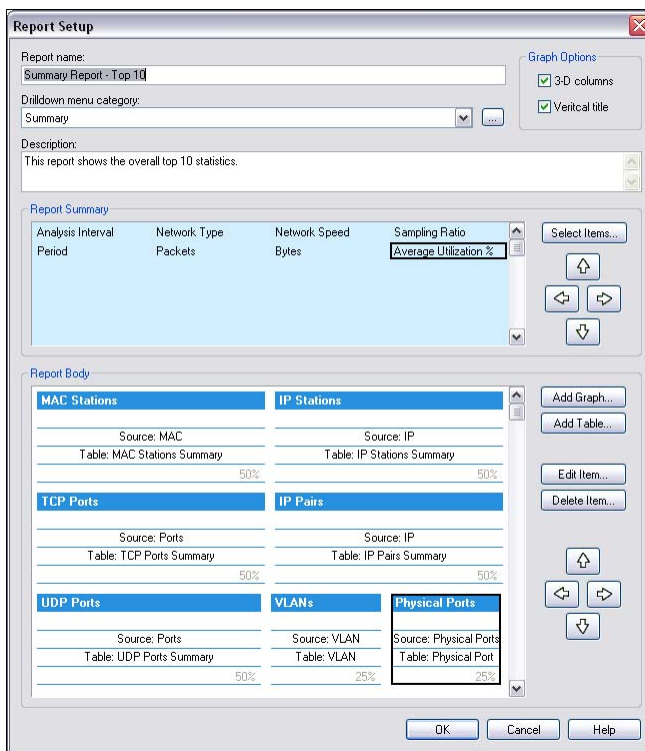 Report Setup
Report name:
Graph Options
Summary Report - Top 10
3-D columns
Drilldown menu category:
Veritcal title
Summary
...
Description:
This report shows the overall top 10 statistics.
Report Summary
Analysis Interval Network Type Network Speed Sampling Ratio
Select Items...
Period Packets Bytes Average Utilization %
Report Body
MAC Stations IP Stations
Add Graph...
Add Table...
Source: MAC Source: IP
Table: MAC Stations Summary Table: IP Stations Summary
50% 50%
Edit Item...
TCP Ports IP Pairs
Delete Item...
Source: Ports Source: IP
Table: TCP Ports Summary Table: IP Pairs Summary
50% 50%
UDP Ports VLANs Physical Ports
Source: Ports Source: VLAN Source: Physical Ports
Table: UDP Ports Summary Table: VLAN Table: Physical Port
50% 25% 25%
OK Cancel Help